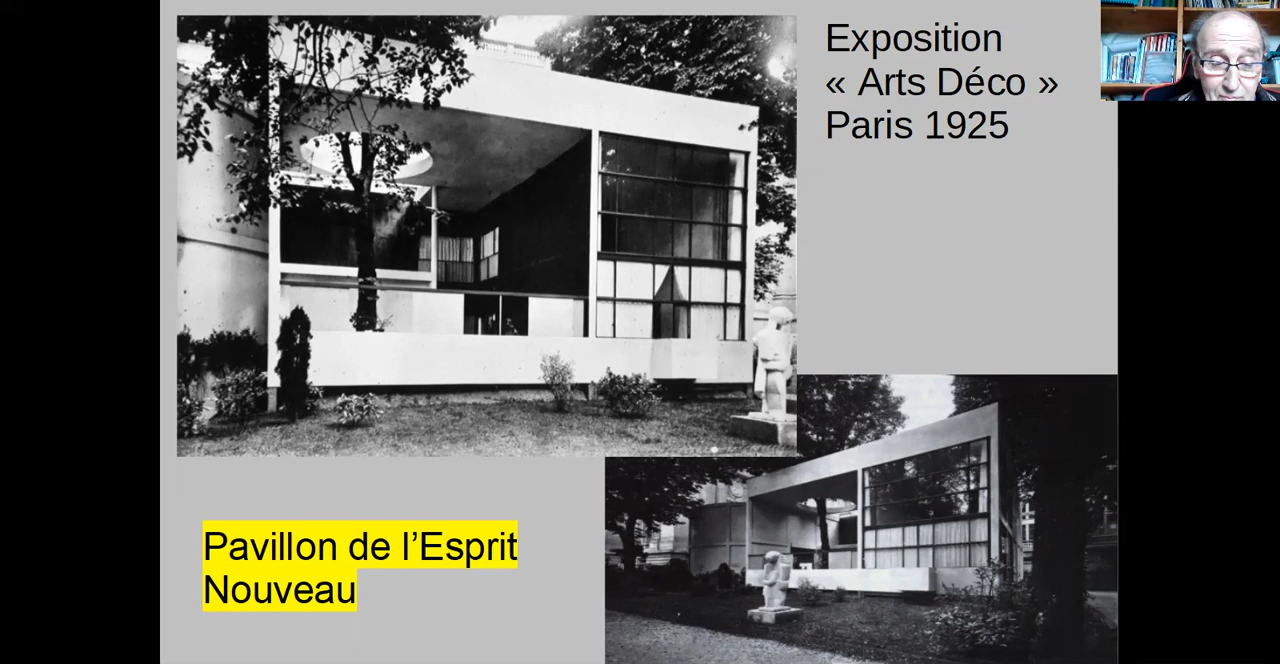 Exposition
« Arts Déco »
Paris 1925
Pavillon de l’Esprit
Nouveau